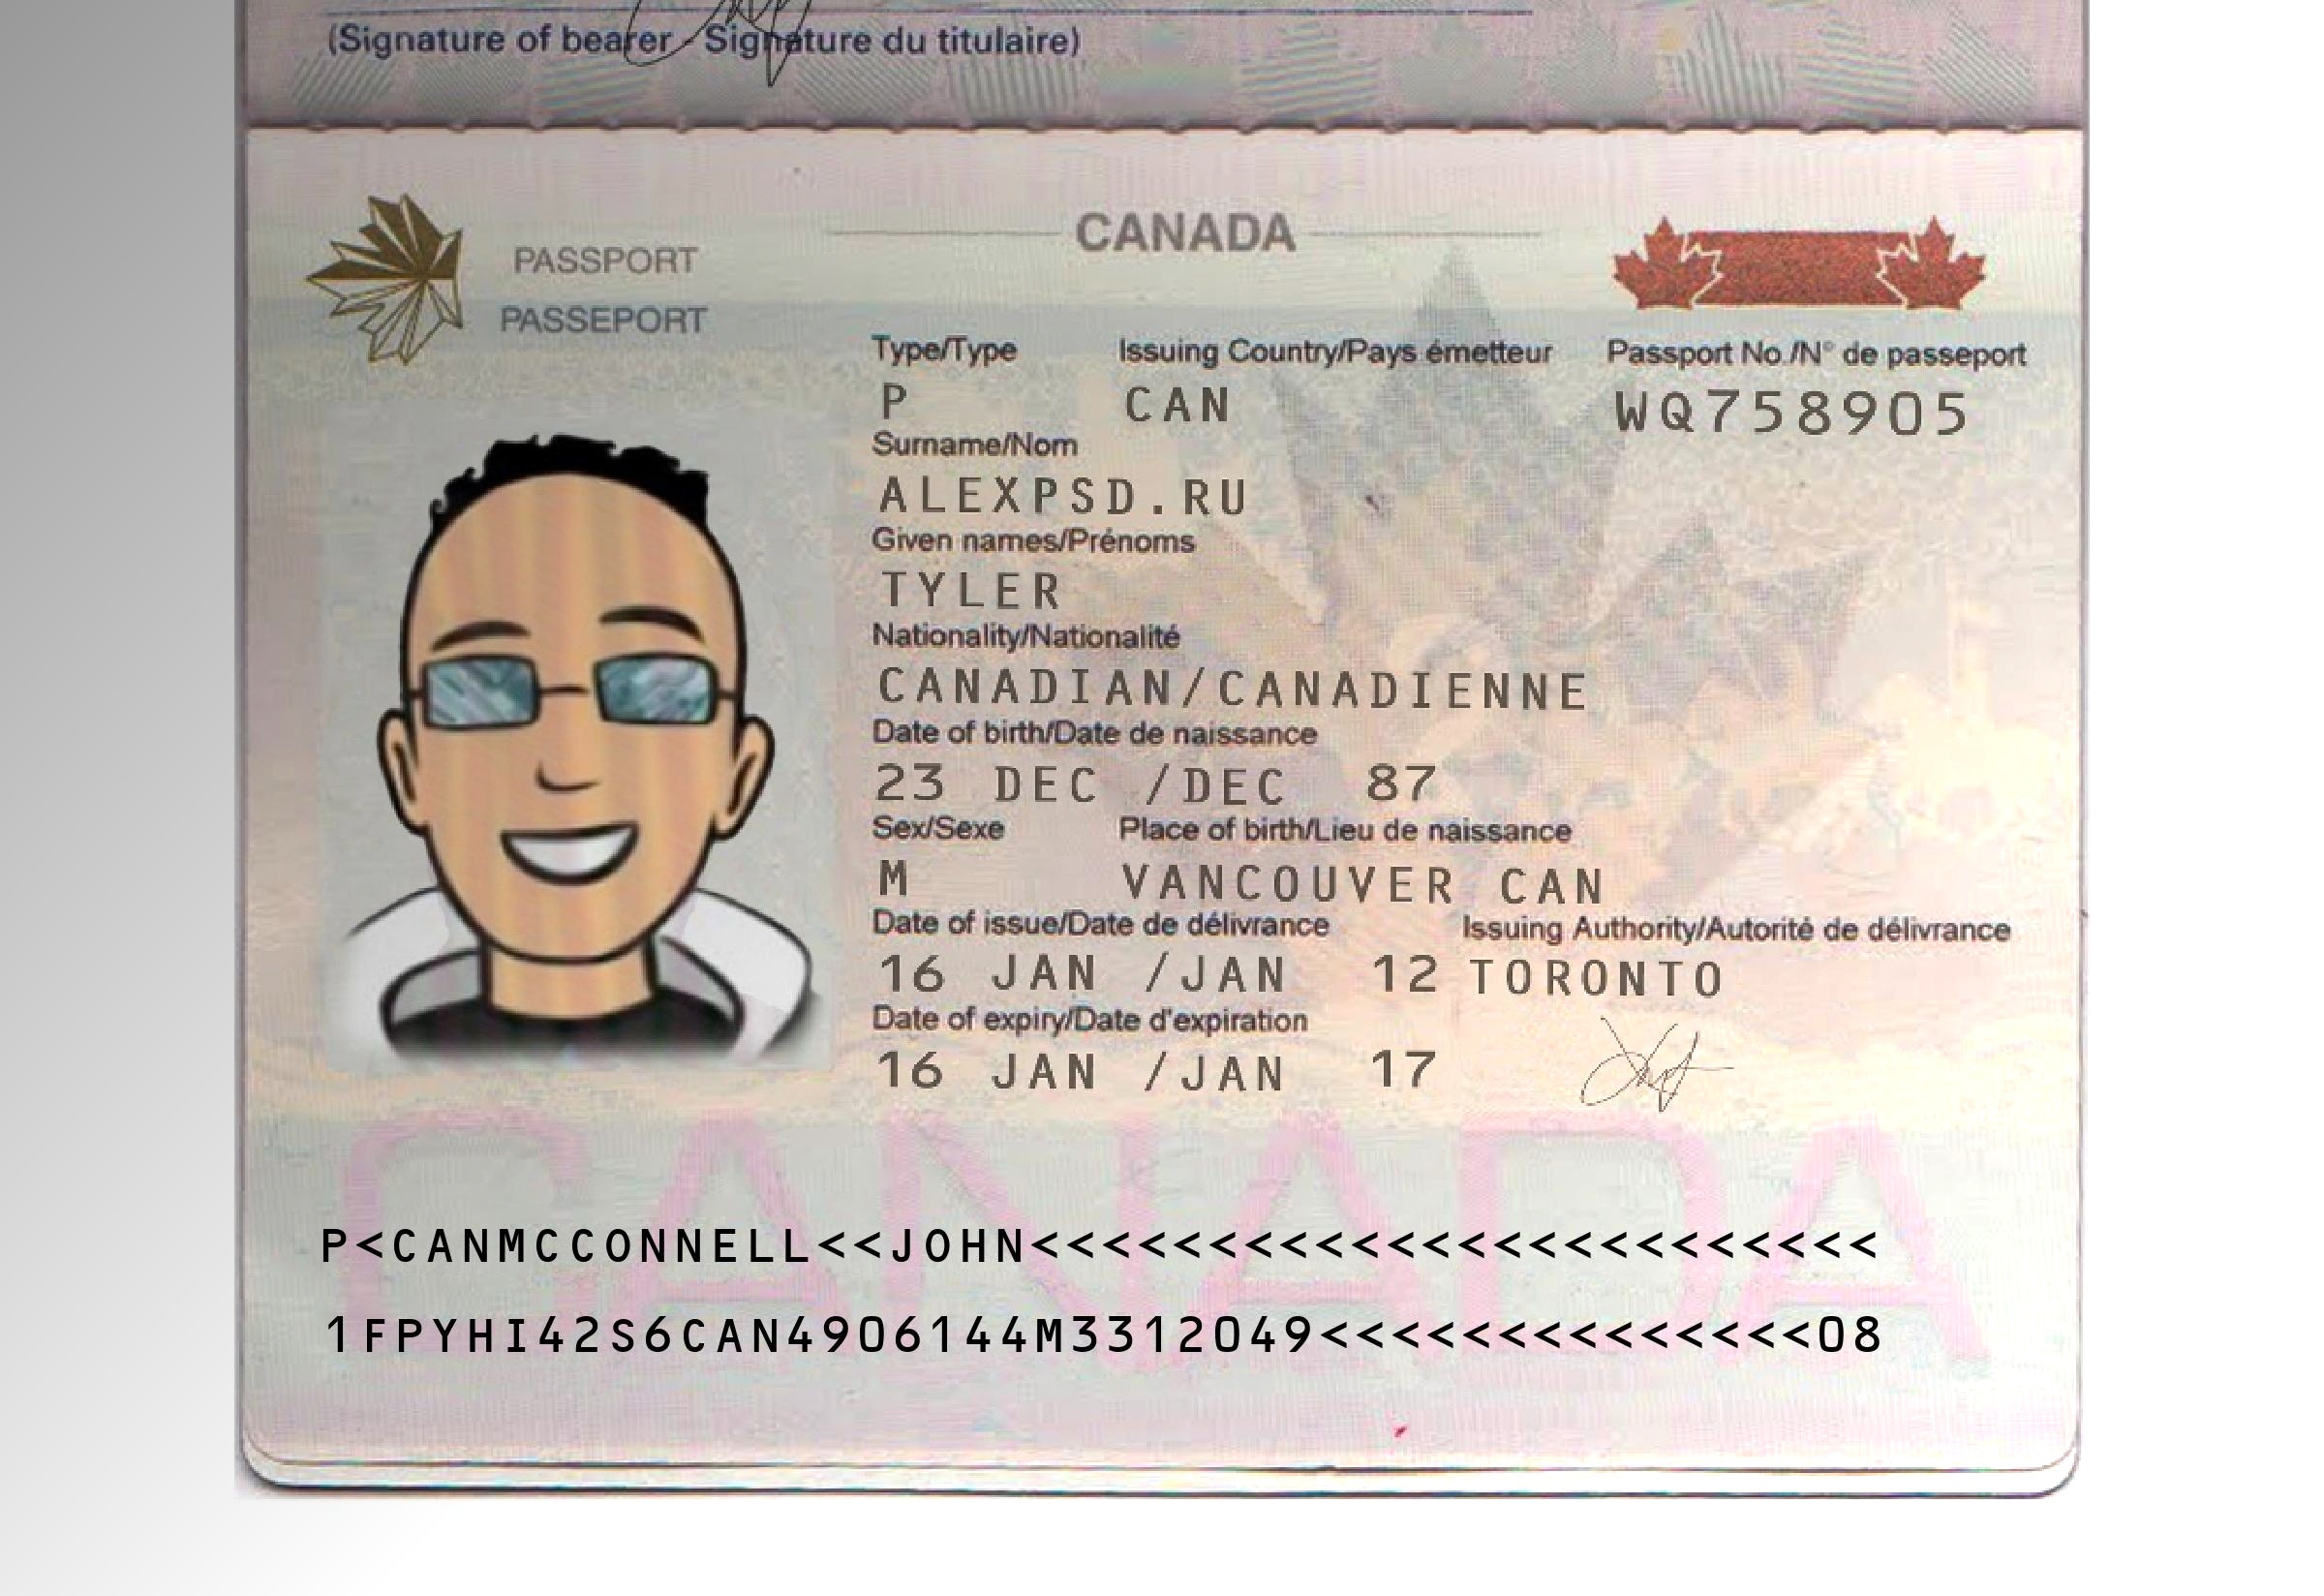 (Signature of bearer - Signature du titulaire)
CANADA
PASSPORT
PASSEPORT
Type/Type Issuing Country/Pays émetteur Passport No./N° de passeport
P CAN WQ758905
Surname/Nom
ALEXPSD.RU
Given names/Prénoms
TYLER
Nationality/Nationalité
CANADIAN/CANADIENNE
Date of birth/Date de naissance
23 DEC /DEC 87
Sex/Sexe Place of birth/Lieu de naissance
M VANCOUVER CAN
Date of issue/Date de délivrance Issuing Authority/Autorité de délivrance
16 JAN /JAN 12 TORONTO
Date of expiry/Date d'expiration
16 JAN /JAN 17
CANADA
P<CANMCCONNELL<<JOHN<<<<<<<<<<<<<<<<<<<<<<<<
1FPYHI42S6CAN4906144M3312049<<<<<<<<<<<<<<08